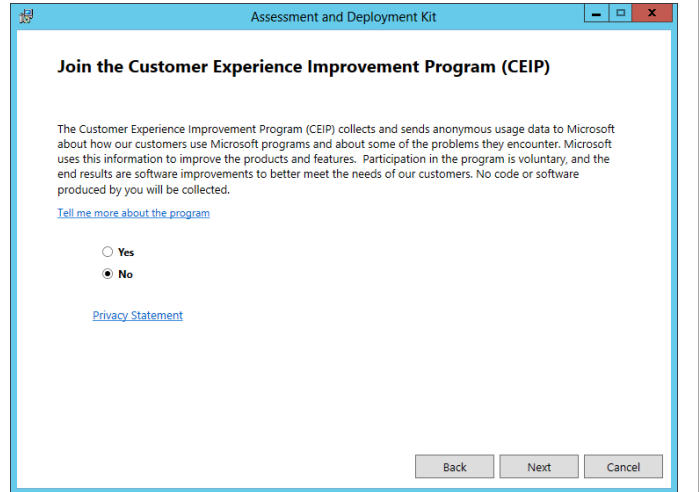 Assessment and Deployment Kit
Join the Customer Experience Improvement Program (CEIP)
The Customer Experience Improvement Program (CEIP) collects and sends anonymous usage data to Microsoft
about how our customers use Microsoft programs and about some of the problems they encounter. Microsoft
uses this information to improve the products and features. Participation in the program is voluntary, and the
end results are software improvements to better meet the needs of our customers. No code or software
produced by you will be collected.
Tell me more about the program
Yes
No
Privacy Statement
Back Next Cancel